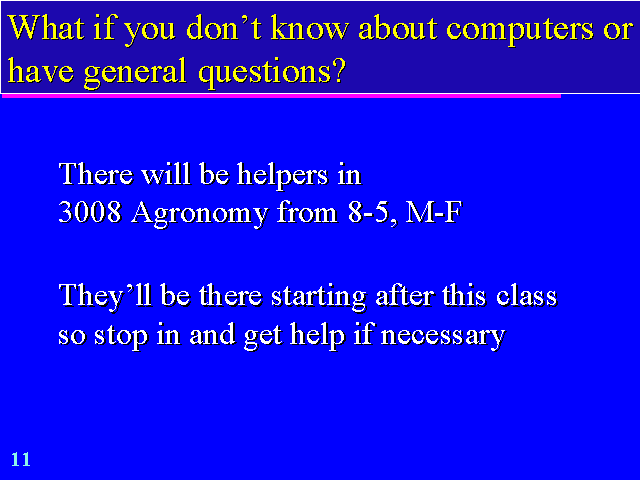 What if you don’t know about computers or
have general questions?
There will be helpers in
3008 Agronomy from 8-5, M-F
They’ll be there starting after this class
so stop in and get help if necessary
11